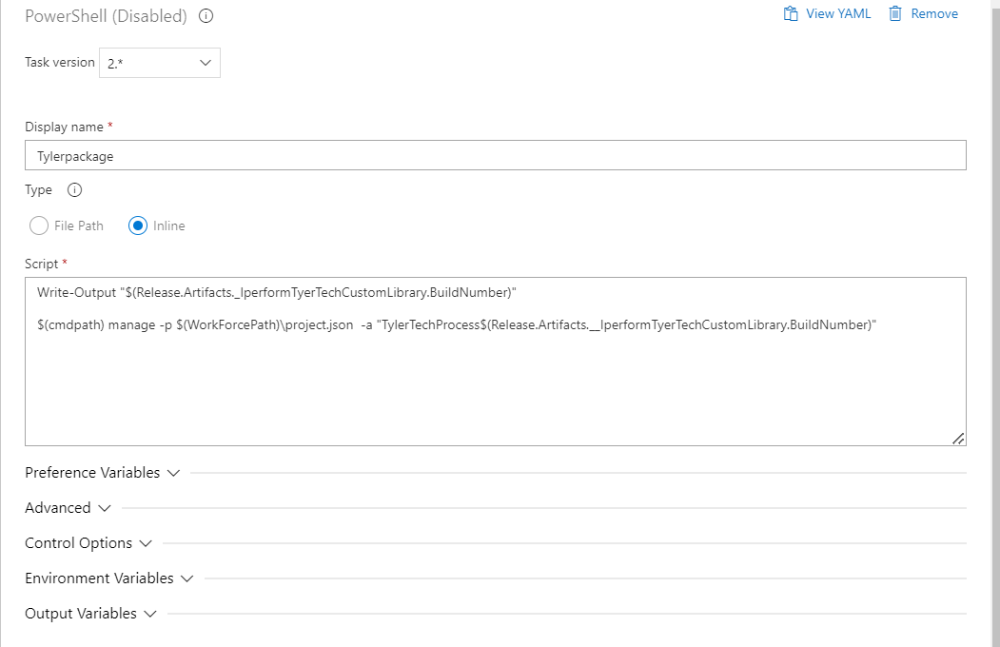 PowerShell (Disabled)
View YAML
Remove
Task version
2.*
Display name *
Tylerpackage
Type
File Path
Inline
Script *
Write-Output "$(Release.Artifacts._IperformTyerTechCustomLibrary.BuildNumber)"
$(cmdpath) manage -p $(WorkForcePath)\project.json  -a "TylerTechProcess$(Release.Artifacts.__IperformTyerTechCustomLibrary.BuildNumber)"
Preference Variables
Advanced
Control Options
Environment Variables
Output Variables